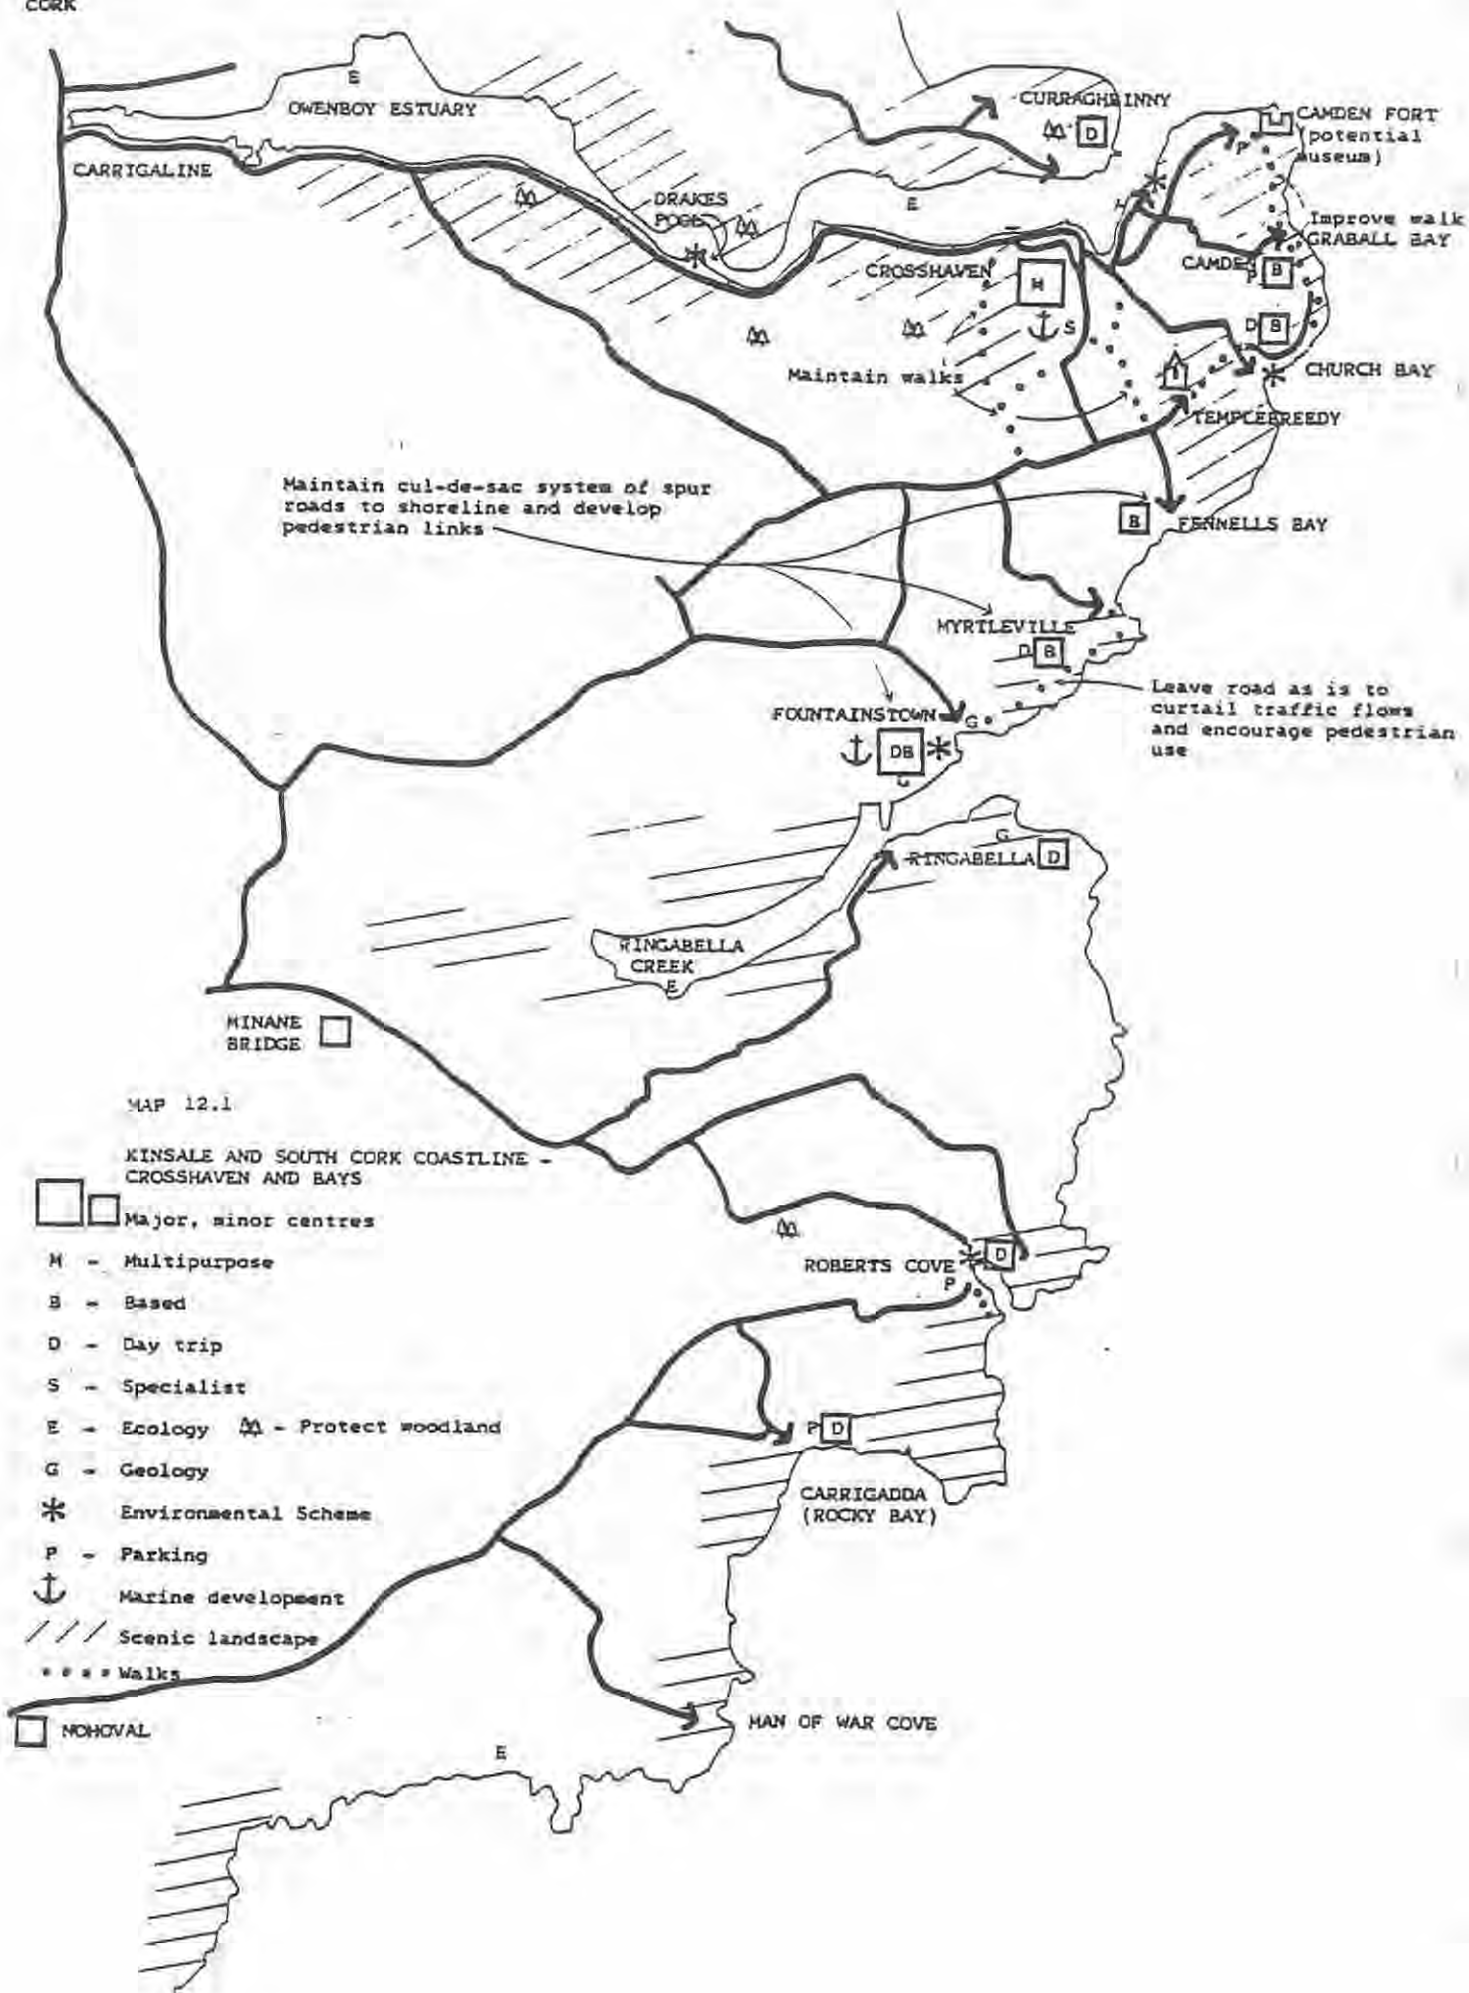 CORK
E
OWENBOY ESTUARY
CARRIGALINE
CURRAGHBINNY
D
CAMDEN FORT
(potential
museum)
P
DRAKES
POOL
E
Improve walk
GRABALL BAY
CROSSHAVEN
M
S
CAMDEN
P
B
D B
CHURCH BAY
Maintain walks
TEMPLEBREEDY
Maintain cul-de-sac system of spur
roads to shoreline and develop
pedestrian links
B
FENNELLS BAY
MYRTLEVILLE
D B
Leave road as is to
curtail traffic flows
and encourage pedestrian
use
FOUNTAINSTOWN
G
DB
G
RINGABELLA
D
RINGABELLA
CREEK
E
MINANE
BRIDGE
MAP 12.1
KINSALE AND SOUTH CORK COASTLINE -
CROSSHAVEN AND BAYS
Major, minor centres
M - Multipurpose
B - Based
D - Day trip
S - Specialist
E - Ecology - Protect woodland
G - Geology
Environmental Scheme
P - Parking
Marine development
Scenic landscape
Walks
ROBERTS COVE
D
P
P D
CARRIGADDA
(ROCKY BAY)
NOHOVAL
MAN OF WAR COVE
E